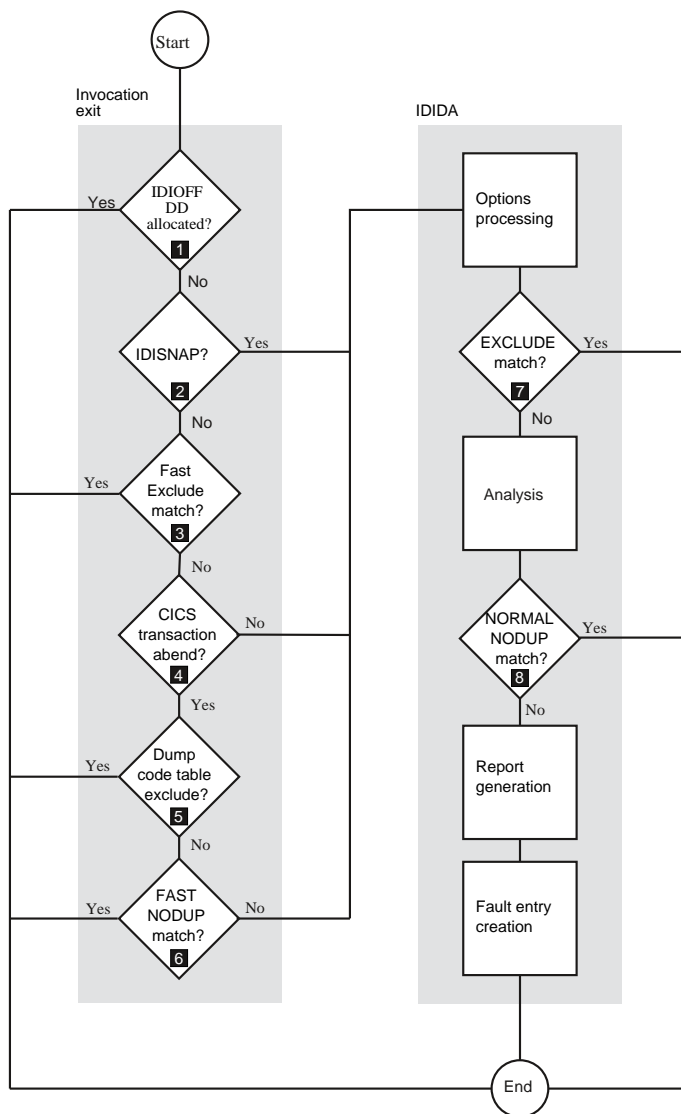 Start
Invocation
exit
Yes
IDIOFF
DD
allocated?
1
No
IDISNAP?
Yes
2
No
Yes
Fast
Exclude
match?
3
No
CICS
transaction
abend?
No
4
Yes
Yes
Dump
code table
exclude?
5
No
Yes
FAST
NODUP
match?
No
6
IDIDA
Options
processing
EXCLUDE
match?
Yes
7
No
Analysis
NORMAL
NODUP
match?
Yes
8
No
Report
generation
Fault entry
creation
End